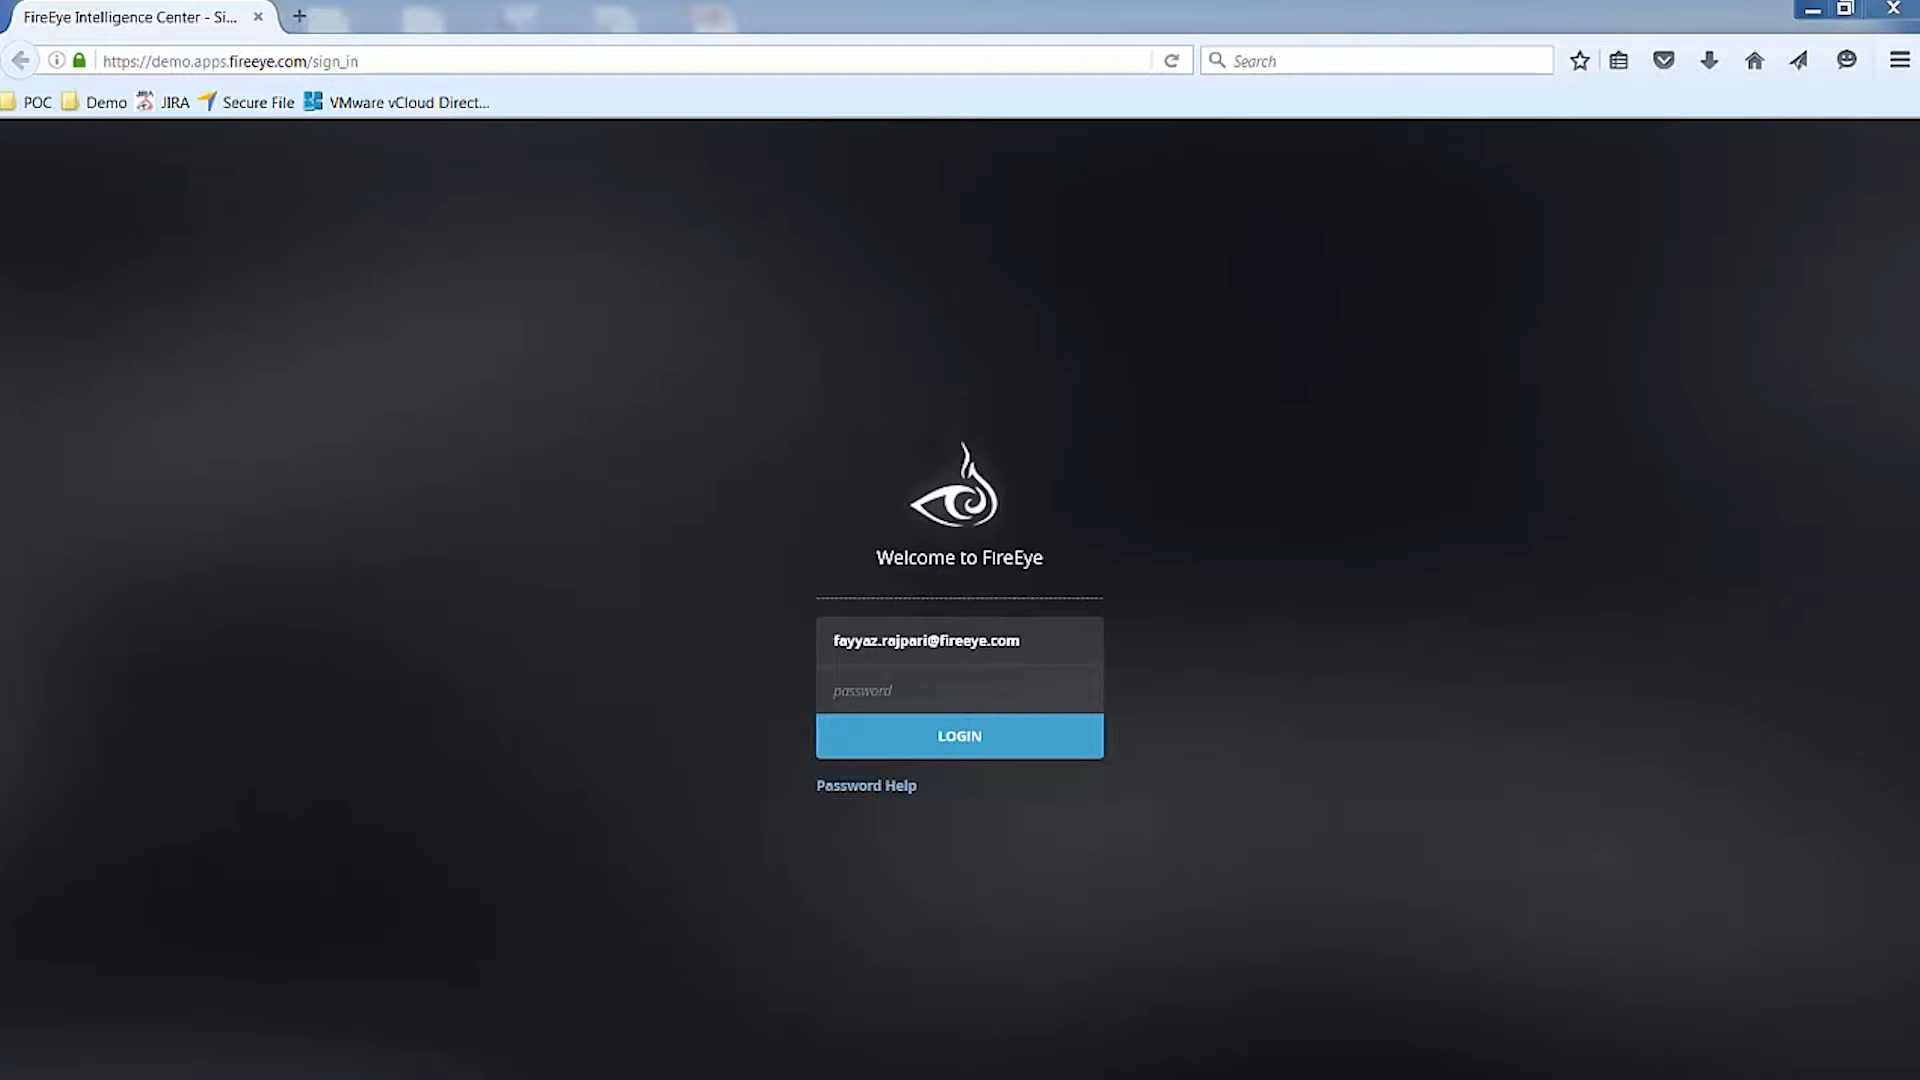 FireEye Intelligence Center - Si...
https://demo.apps.fireeye.com/sign_in
Search
POC Demo JIRA Secure File VMware vCloud Direct...
Welcome to FireEye
fayyaz.rajpari@fireeye.com
password
LOGIN
Password Help